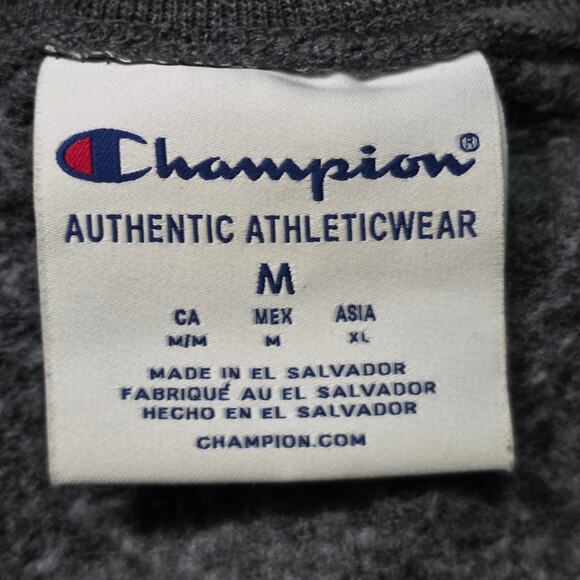 Champion®
AUTHENTIC ATHLETICWEAR
M
CA MEX ASIA
M/M M XL
MADE IN EL SALVADOR
FABRIQUÉ AU EL SALVADOR
HECHO EN EL SALVADOR
CHAMPION.COM